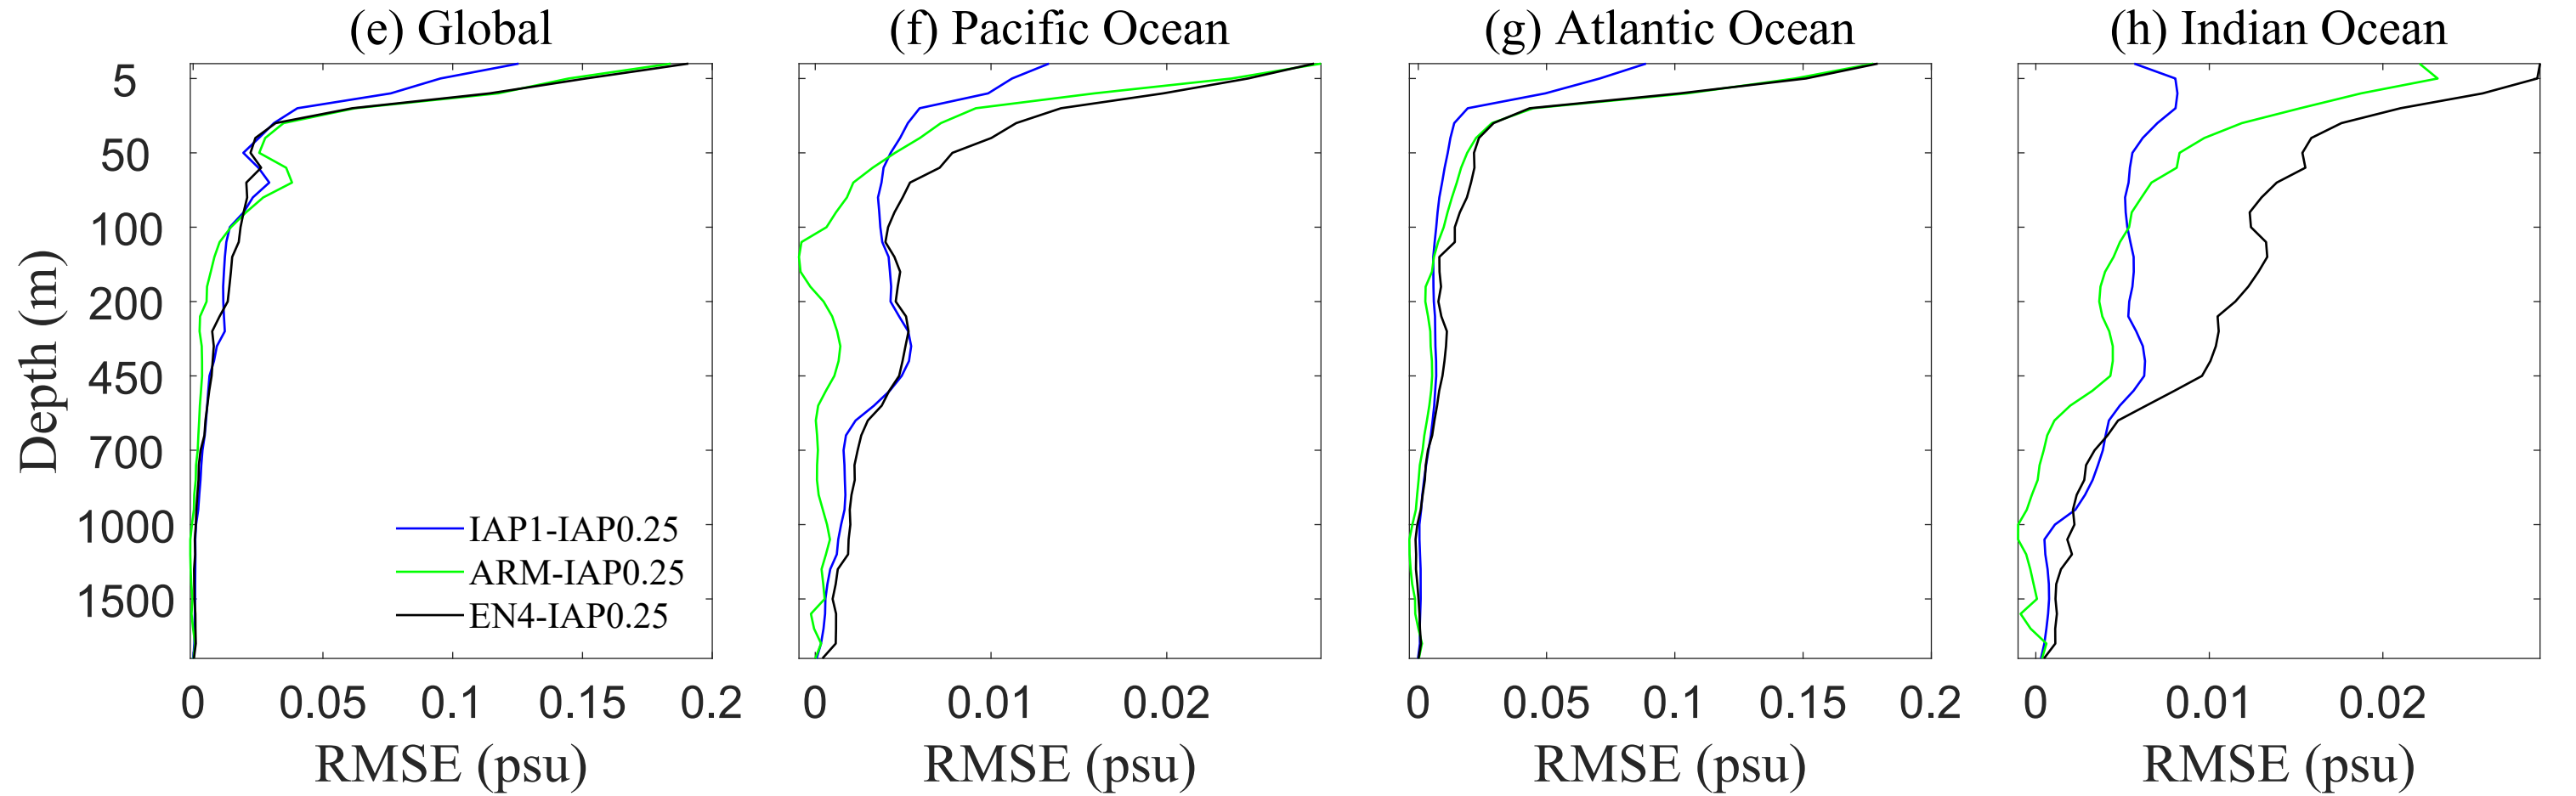 (e) Global
(f) Pacific Ocean
(g) Atlantic Ocean
(h) Indian Ocean
Depth (m)
5
50
100
200
450
700
1000
1500
IAP1-IAP0.25
ARM-IAP0.25
EN4-IAP0.25
0 0.05 0.1 0.15 0.2
0 0.01 0.02
0 0.05 0.1 0.15 0.2
0 0.01 0.02
RMSE (psu)
RMSE (psu)
RMSE (psu)
RMSE (psu)